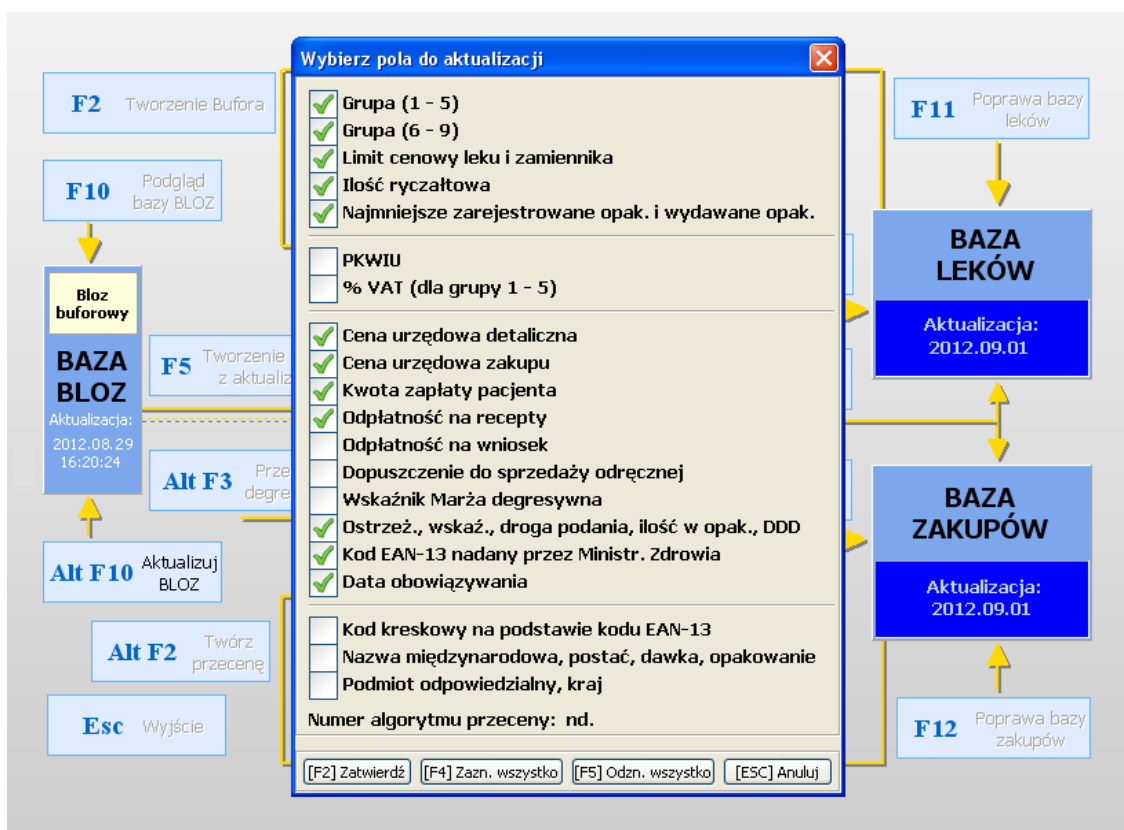 Wybierz pola do aktualizacji
Grupa (1 - 5)
Grupa (6 - 9)
Limit cenowy leku i zamiennika
Ilość ryczałtowa
Najmniejsze zarejestrowane opak. i wydawane opak.
PKWIU
% VAT (dla grupy 1 - 5)
Cena urzędowa detaliczna
Cena urzędowa zakupu
Kwota zapłaty pacjenta
Odpłatność na recepty
Odpłatność na wniosek
Dopuszczenie do sprzedaży odręcznej
Wskaźnik Marża degresywna
Ostrzeż., wskaź., droga podania, ilość w opak., DDD
Kod EAN-13 nadany przez Ministr. Zdrowia
Data obowiązywania
Kod kreskowy na podstawie kodu EAN-13
Nazwa międzynarodowa, postać, dawka, opakowanie
Podmiot odpowiedzialny, kraj
Numer algorytmu przeceny: nd.
[F2] Zatwierdź [F4] Zazn. wszystko [F5] Odzn. wszystko [ESC] Anuluj
F2 Tworzenie Bufora
F10 Podgląd
bazy BLOZ
Bloz
buforowy
BAZA
BLOZ
Aktualizacja:
2012.08.29
16:20:24
F5 Tworzenie
z aktualiz
Alt F3 Prze
degre
Alt F10 Aktualizuj
BLOZ
Alt F2 Twórz
przecenę
Esc Wyjście
F11 Poprawa bazy
leków
BAZA
LEKÓW
Aktualizacja:
2012.09.01
BAZA
ZAKUPÓW
Aktualizacja:
2012.09.01
F12 Poprawa bazy
zakupów